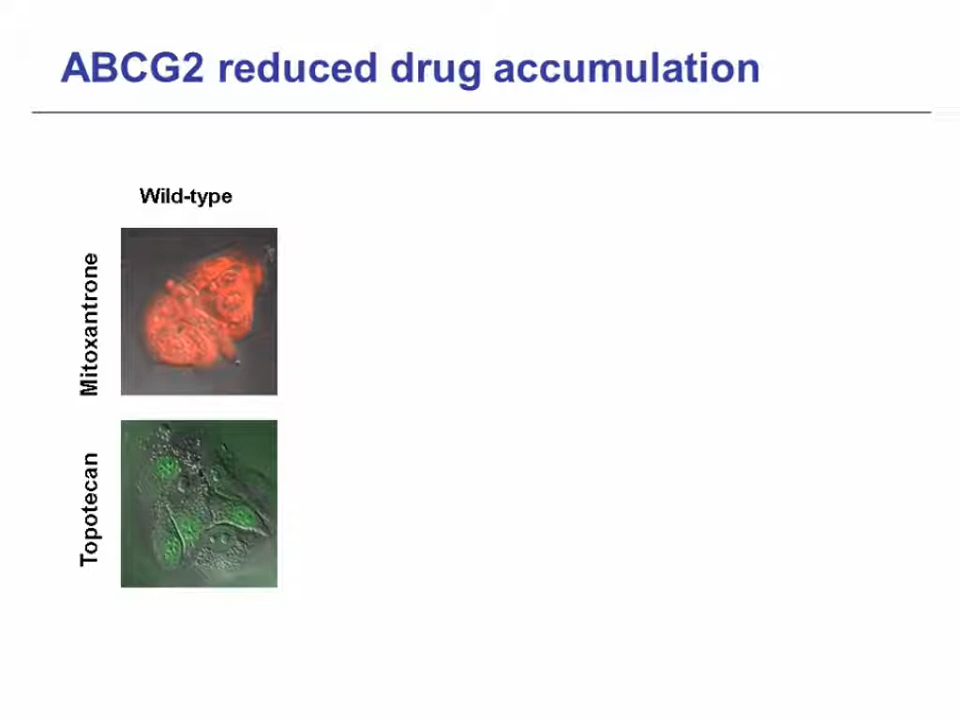 ABCG2 reduced drug accumulation
Wild-type
Mitoxantrone
Topotecan